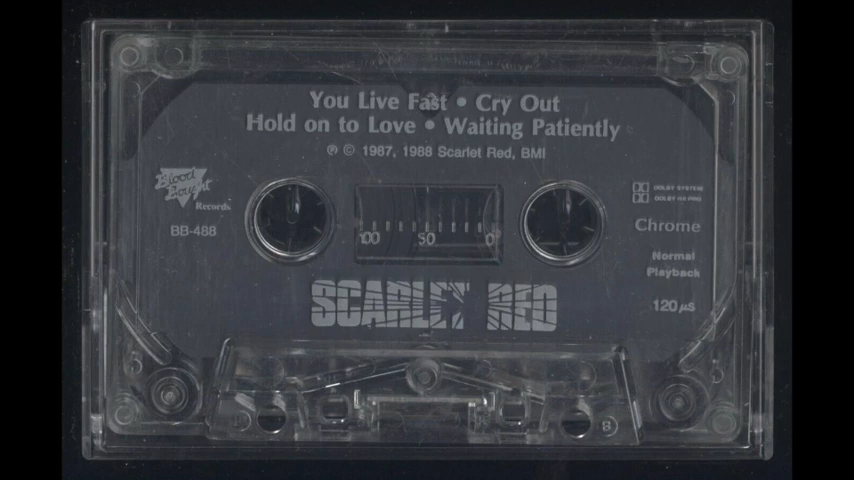 You Live Fast • Cry Out
Hold on to Love • Waiting Patiently
℗ © 1987, 1988 Scarlet Red, BMI
Blood Bought
Records
BB-488
DOLBY SYSTEM
DOLBY HX PRO
Chrome
Normal
Playback
120 µs
100 50 0
SCARLET RED
B